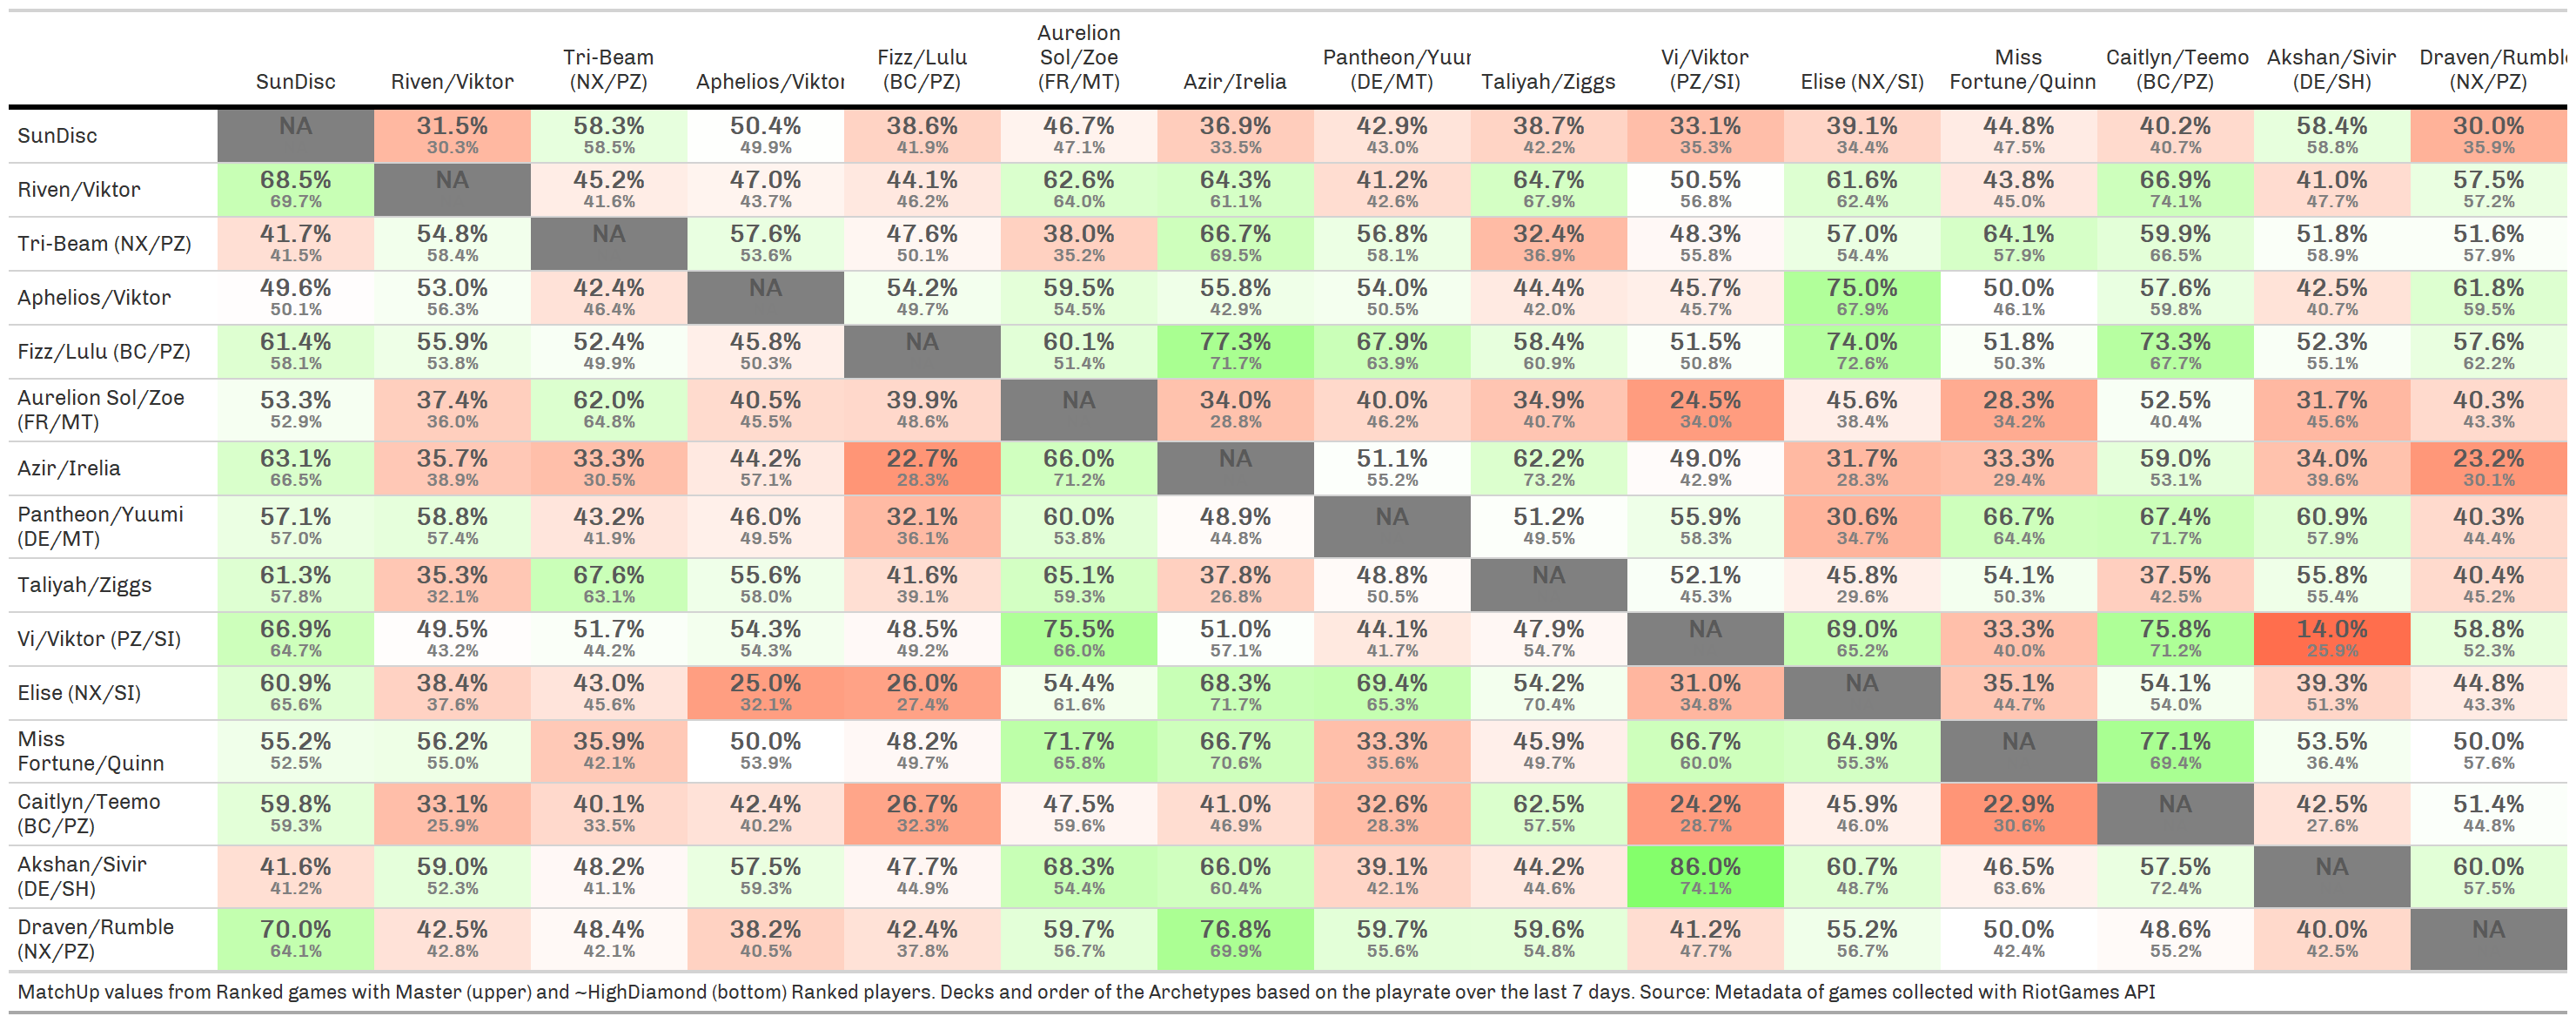 Aurelion
Tri-Beam Fizz/Lulu Sol/Zoe Pantheon/Yuur Vi/Viktor Miss Caitlyn/Teemo Akshan/Sivir Draven/Rumbl
SunDisc Riven/Viktor (NX/PZ) Aphelios/Viktor (BC/PZ) (FR/MT) Azir/Irelia (DE/MT) Taliyah/Ziggs (PZ/SI) Elise (NX/SI) Fortune/Quinn (BC/PZ) (DE/SH) (NX/PZ)
SunDisc NA 31.5% 58.3% 50.4% 38.6% 46.7% 36.9% 42.9% 38.7% 33.1% 39.1% 44.8% 40.2% 58.4% 30.0%
30.3% 58.5% 49.9% 41.9% 47.1% 33.5% 43.0% 42.2% 35.3% 34.4% 47.5% 40.7% 58.8% 35.9%
Riven/Viktor 68.5% NA 45.2% 47.0% 44.1% 62.6% 64.3% 41.2% 64.7% 50.5% 61.6% 43.8% 66.9% 41.0% 57.5%
69.7% 41.6% 43.7% 46.2% 64.0% 61.1% 42.6% 67.9% 56.8% 62.4% 45.0% 74.1% 47.7% 57.2%
Tri-Beam (NX/PZ) 41.7% 54.8% NA 57.6% 47.6% 38.0% 66.7% 56.8% 32.4% 48.3% 57.0% 64.1% 59.9% 51.8% 51.6%
41.5% 58.4% 53.6% 50.1% 35.2% 69.5% 58.1% 36.9% 55.8% 54.4% 57.9% 66.5% 58.9% 57.9%
Aphelios/Viktor 49.6% 53.0% 42.4% NA 54.2% 59.5% 55.8% 54.0% 44.4% 45.7% 75.0% 50.0% 57.6% 42.5% 61.8%
50.1% 56.3% 46.4% 49.7% 54.5% 42.9% 50.5% 42.0% 45.7% 67.9% 46.1% 59.8% 40.7% 59.5%
Fizz/Lulu (BC/PZ) 61.4% 55.9% 52.4% 45.8% NA 60.1% 77.3% 67.9% 58.4% 51.5% 74.0% 51.8% 73.3% 52.3% 57.6%
58.1% 53.8% 49.9% 50.3% 51.4% 71.7% 63.9% 60.9% 50.8% 72.6% 50.3% 67.7% 55.1% 62.2%
Aurelion Sol/Zoe 53.3% 37.4% 62.0% 40.5% 39.9% NA 34.0% 40.0% 34.9% 24.5% 45.6% 28.3% 52.5% 31.7% 40.3%
(FR/MT) 52.9% 36.0% 64.8% 45.5% 48.6% 28.8% 46.2% 40.7% 34.0% 38.4% 34.2% 40.4% 45.6% 43.3%
Azir/Irelia 63.1% 35.7% 33.3% 44.2% 22.7% 66.0% NA 51.1% 62.2% 49.0% 31.7% 33.3% 59.0% 34.0% 23.2%
66.5% 38.9% 30.5% 57.1% 28.3% 71.2% 55.2% 73.2% 42.9% 28.3% 29.4% 53.1% 39.6% 30.1%
Pantheon/Yuumi 57.1% 58.8% 43.2% 46.0% 32.1% 60.0% 48.9% NA 51.2% 55.9% 30.6% 66.7% 67.4% 60.9% 40.3%
(DE/MT) 57.0% 57.4% 41.9% 49.5% 36.1% 53.8% 44.8% 49.5% 58.3% 34.7% 64.4% 71.7% 57.9% 44.4%
Taliyah/Ziggs 61.3% 35.3% 67.6% 55.6% 41.6% 65.1% 37.8% 48.8% NA 52.1% 45.8% 54.1% 37.5% 55.8% 40.4%
57.8% 32.1% 63.1% 58.0% 39.1% 59.3% 26.8% 50.5% 45.3% 29.6% 50.3% 42.5% 55.4% 45.2%
Vi/Viktor (PZ/SI) 66.9% 49.5% 51.7% 54.3% 48.5% 75.5% 51.0% 44.1% 47.9% NA 69.0% 33.3% 75.8% 14.0% 58.8%
64.7% 43.2% 44.2% 54.3% 49.2% 66.0% 57.1% 41.7% 54.7% 65.2% 40.0% 71.2% 25.9% 52.3%
Elise (NX/SI) 60.9% 38.4% 43.0% 25.0% 26.0% 54.4% 68.3% 69.4% 54.2% 31.0% NA 35.1% 54.1% 39.3% 44.8%
65.6% 37.6% 45.6% 32.1% 27.4% 61.6% 71.7% 65.3% 70.4% 34.8% 44.7% 54.0% 51.3% 43.3%
Miss 55.2% 56.2% 35.9% 50.0% 48.2% 71.7% 66.7% 33.3% 45.9% 66.7% 64.9% NA 77.1% 53.5% 50.0%
Fortune/Quinn 52.5% 55.0% 42.1% 53.9% 49.7% 65.8% 70.6% 35.6% 49.7% 60.0% 55.3% 69.4% 36.4% 57.6%
Caitlyn/Teemo 59.8% 33.1% 40.1% 42.4% 26.7% 47.5% 41.0% 32.6% 62.5% 24.2% 45.9% 22.9% NA 42.5% 51.4%
(BC/PZ) 59.3% 25.9% 33.5% 40.2% 32.3% 59.6% 46.9% 28.3% 57.5% 28.7% 46.0% 30.6% 27.6% 44.8%
Akshan/Sivir 41.6% 59.0% 48.2% 57.5% 47.7% 68.3% 66.0% 39.1% 44.2% 86.0% 60.7% 46.5% 57.5% NA 60.0%
(DE/SH) 41.2% 52.3% 41.1% 59.3% 44.9% 54.4% 60.4% 42.1% 44.6% 74.1% 48.7% 63.6% 72.4% 57.5%
Draven/Rumble 70.0% 42.5% 48.4% 38.2% 42.4% 59.7% 76.8% 59.7% 59.6% 41.2% 55.2% 50.0% 48.6% 40.0% NA
(NX/PZ) 64.1% 42.8% 42.1% 40.5% 37.8% 56.7% 69.9% 55.6% 54.8% 47.7% 56.7% 42.4% 55.2% 42.5%
MatchUp values from Ranked games with Master (upper) and ~HighDiamond (bottom) Ranked players. Decks and order of the Archetypes based on the playrate over the last 7 days. Source: Metadata of games collected with RiotGames API